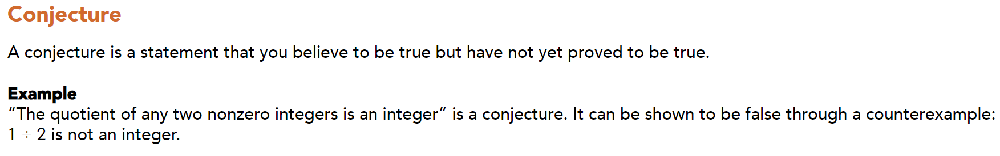 Conjecture
A conjecture is a statement that you believe to be true but have not yet proved to be true.
Example
“The quotient of any two nonzero integers is an integer” is a conjecture. It can be shown to be false through a counterexample:
1 ÷ 2 is not an integer.